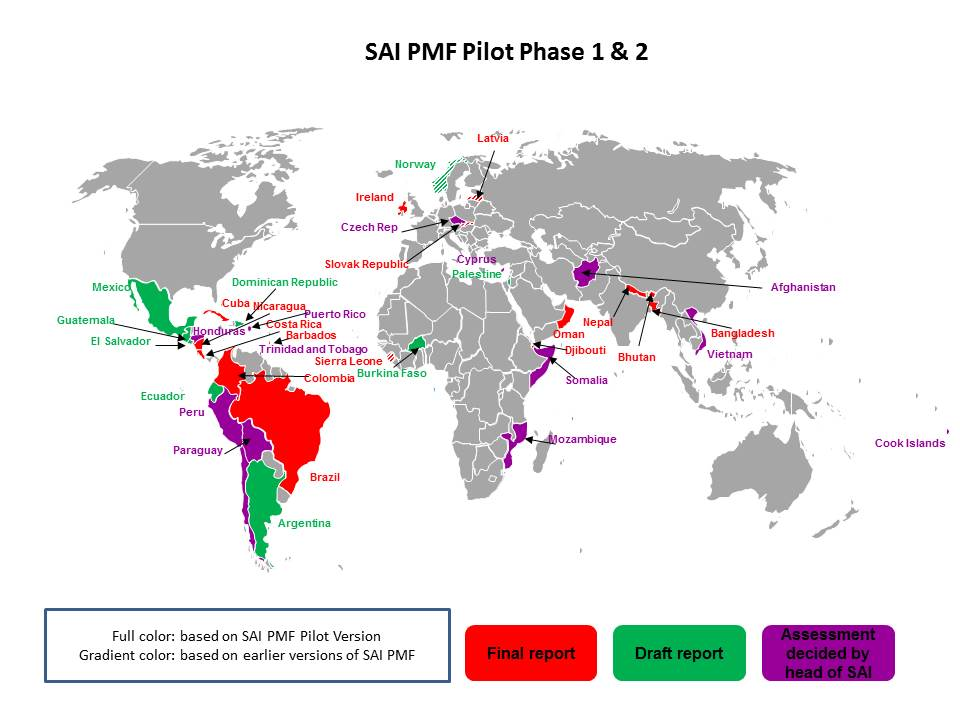 SAI PMF Pilot Phase 1 & 2
Latvia
Norway
Ireland
Czech Rep
Slovak Republic
Cyprus
Palestine
Mexico
Dominican Republic
Afghanistan
Cuba
Nicaragua
Puerto Rico
Guatemala
Honduras
Costa Rica
El Salvador
Barbados
Trinidad and Tobago
Nepal
Oman
Bangladesh
Sierra Leone
Djibouti
Bhutan
Vietnam
Burkina Faso
Colombia
Somalia
Ecuador
Peru
Paraguay
Mozambique
Cook Islands
Brazil
Argentina
Full color: based on SAI PMF Pilot Version
Gradient color: based on earlier versions of SAI PMF
Final report
Draft report
Assessment
decided by
head of SAI